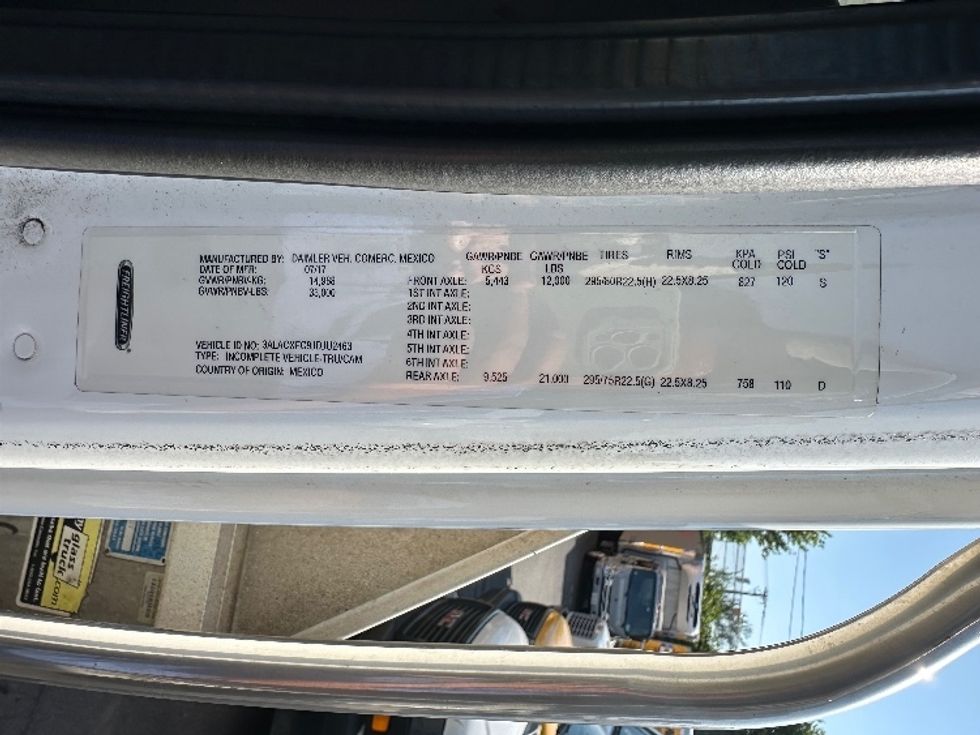 FREIGHTLINER
MANUFACTURED BY: DAIMLER VEH. COMERC. MEXICO
DATE OF MFR: 07/17
GVWR/PNBV-KG: 14,968
GVWR/PNBV-LBS: 33,000
VEHICLE ID NO: 3ALACXFC9JDJU2463
TYPE: INCOMPLETE VEHICLE-TRU/CAM
COUNTRY OF ORIGIN: MEXICO
GAWR/PNBE GAWR/PNBE TIRES RIMS KPA PSI "S"
KGS LBS COLD COLD
FRONT AXLE: 5,443 12,000 295/60R22.5(H) 22.5X8.25 827 120 S
1ST INT AXLE:
2ND INT AXLE:
3RD INT AXLE:
4TH INT AXLE:
5TH INT AXLE:
6TH INT AXLE:
REAR AXLE: 9,525 21,000 295/75R22.5(G) 22.5X8.25 758 110 D
glass
truck
.com